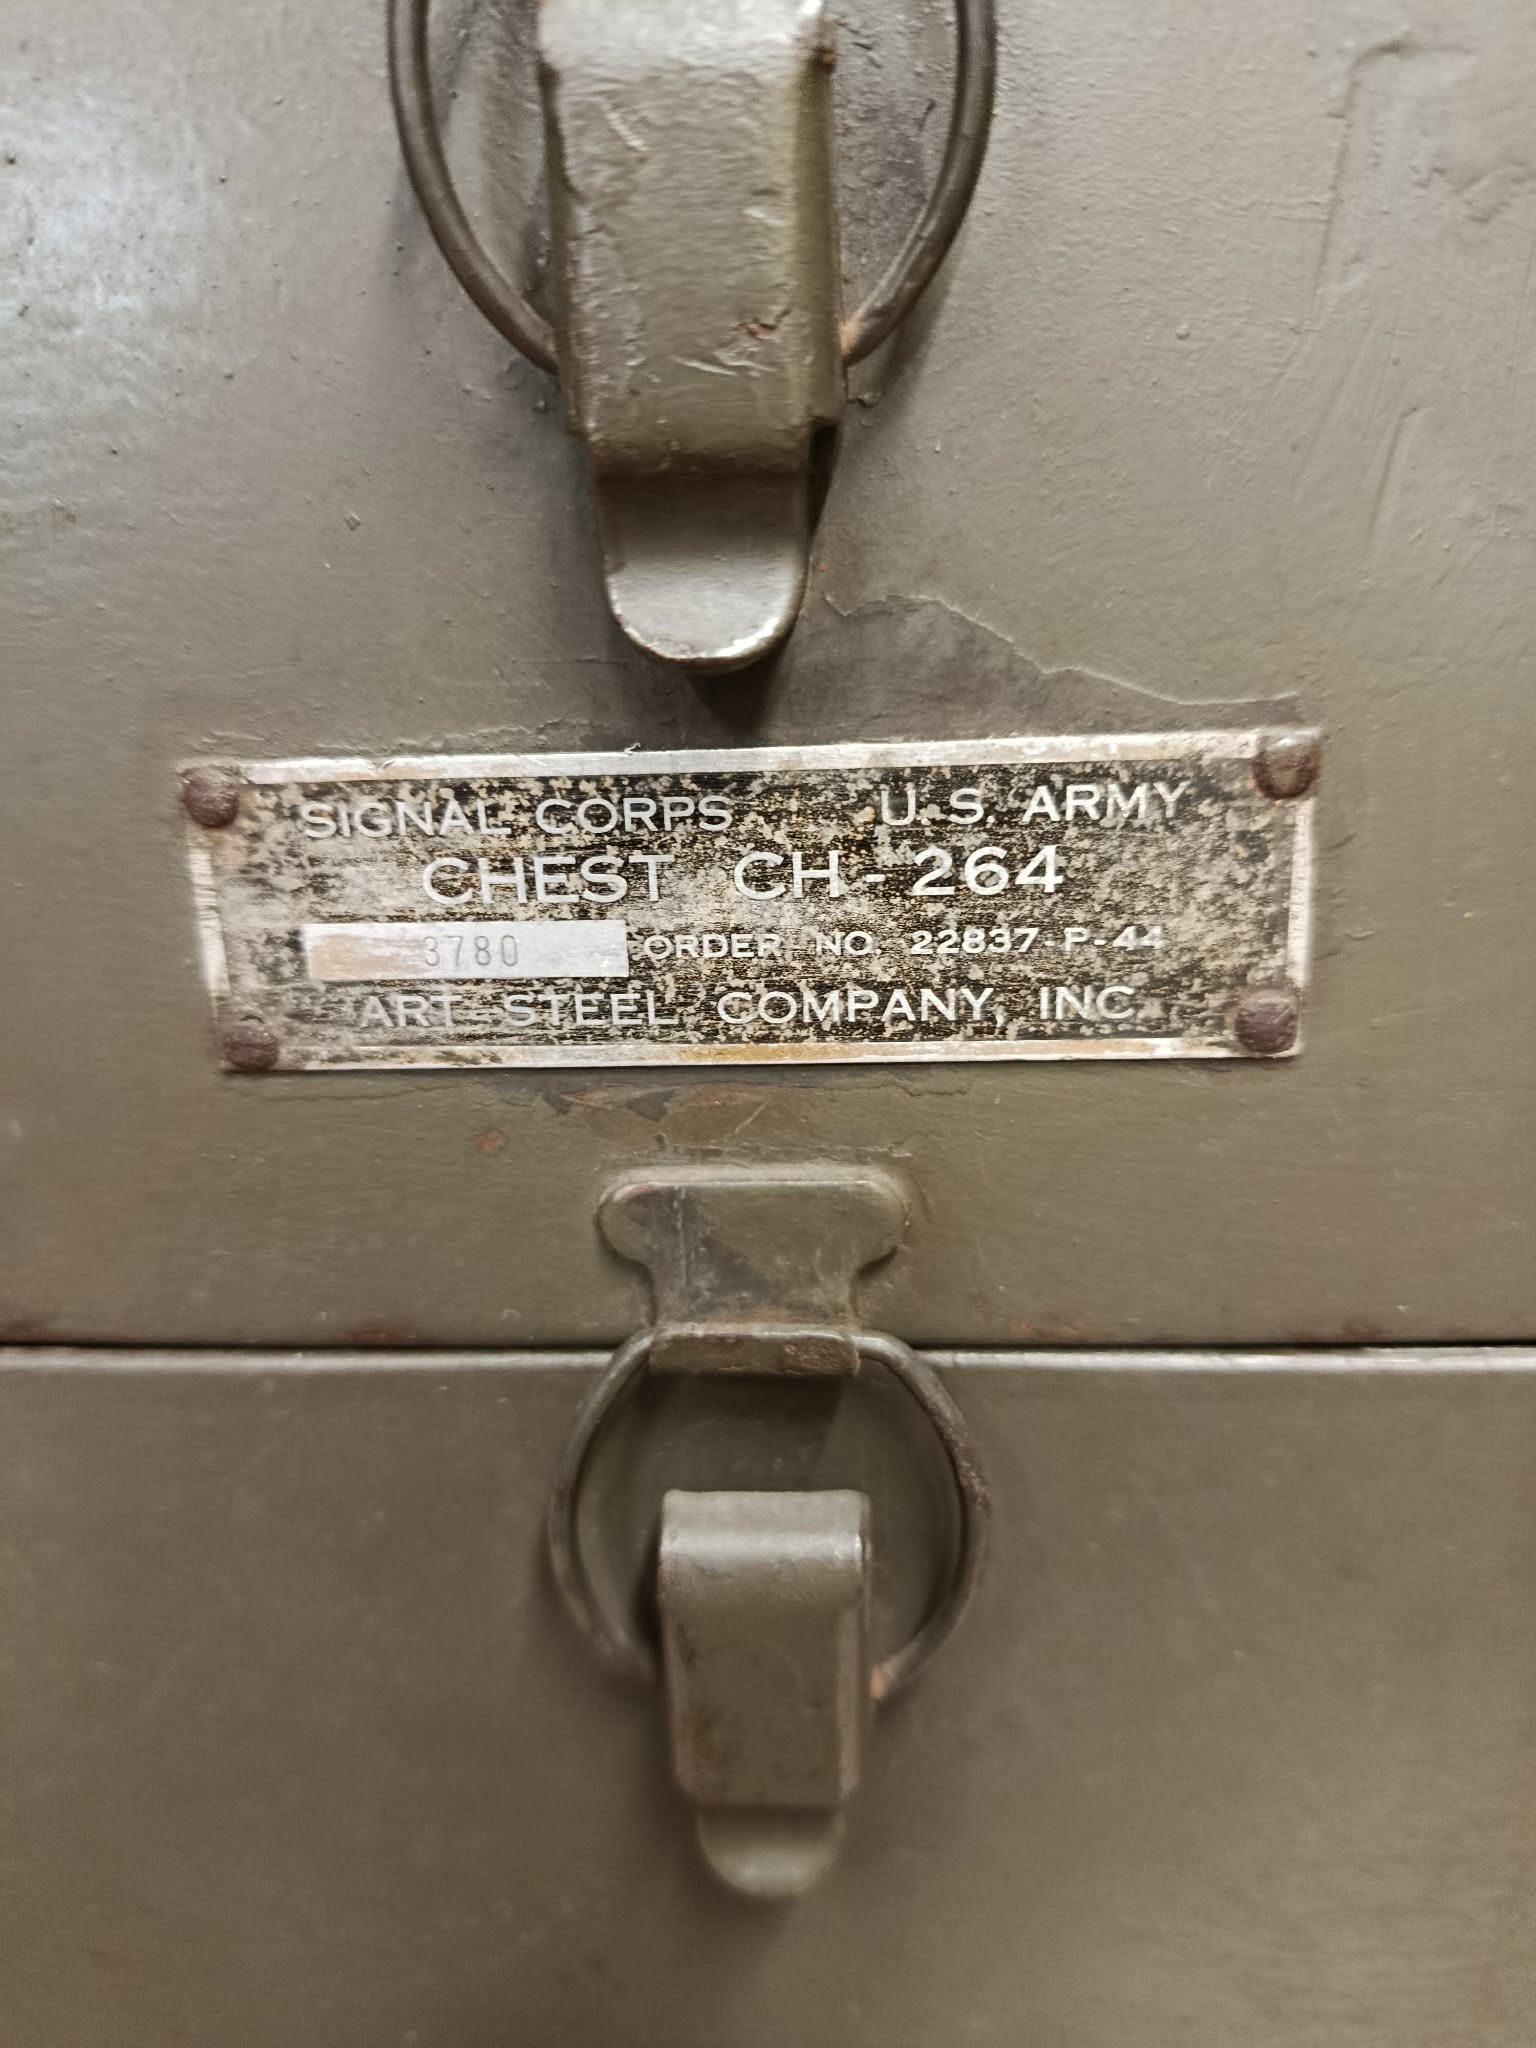 SIGNAL CORPS U.S. ARMY
CHEST CH-264
3780 ORDER NO. 22837-P-44
ART STEEL COMPANY, INC.